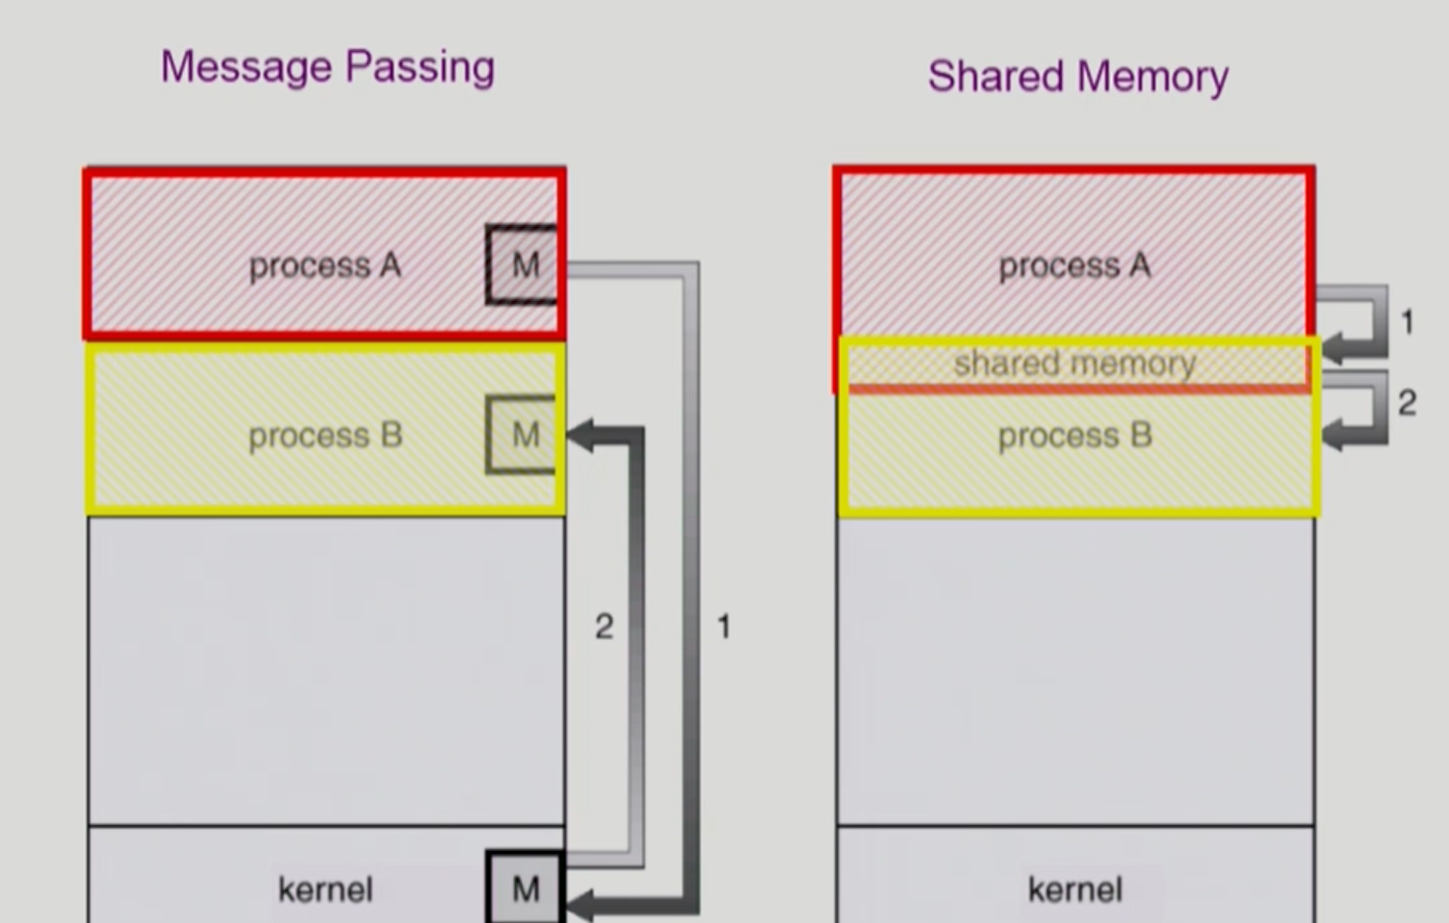 Message Passing
process A
M
process B
M
2
1
kernel
M
Shared Memory
process A
1
shared memory
2
process B
kernel